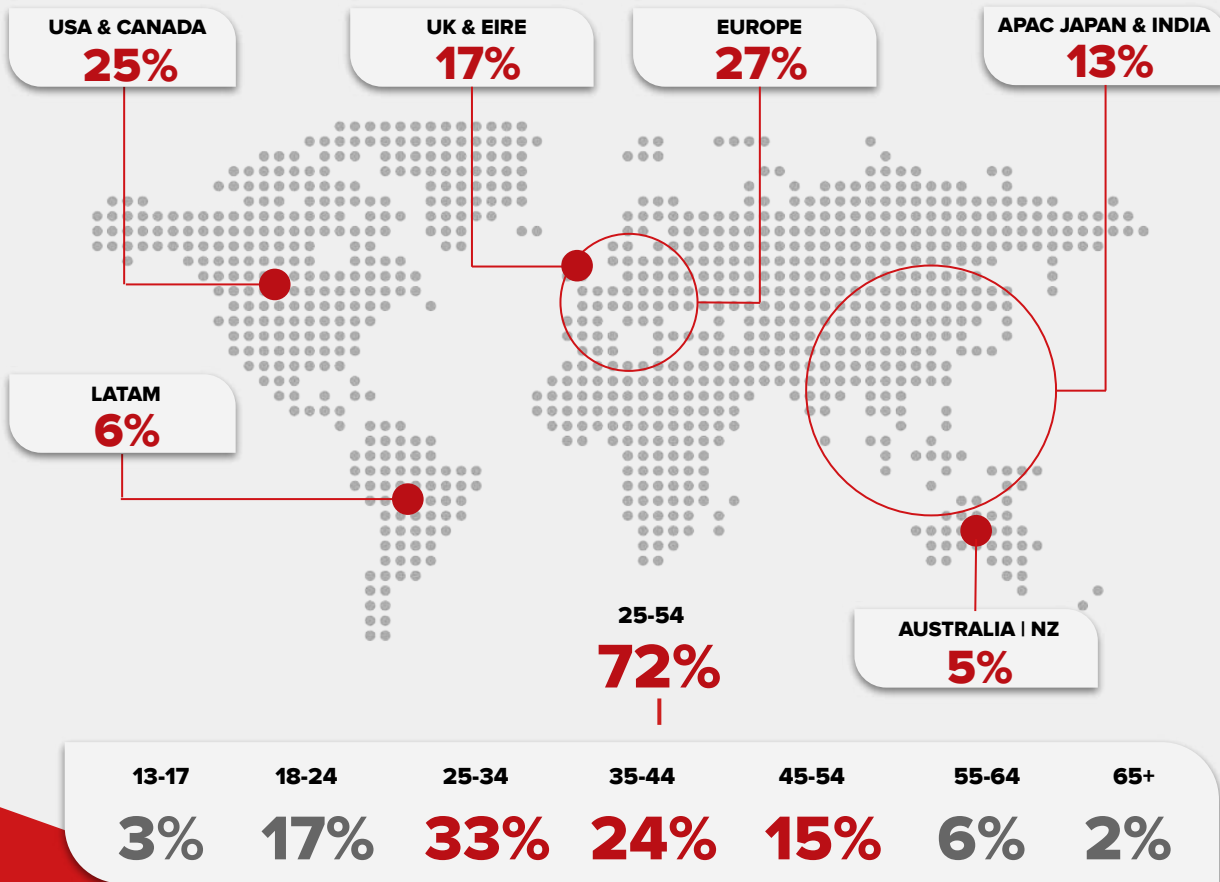 USA & CANADA
25%
UK & EIRE
17%
EUROPE
27%
APAC JAPAN & INDIA
13%
LATAM
6%
AUSTRALIA | NZ
5%
25-54
72%
13-17 18-24 25-34 35-44 45-54 55-64 65+
3% 17% 33% 24% 15% 6% 2%